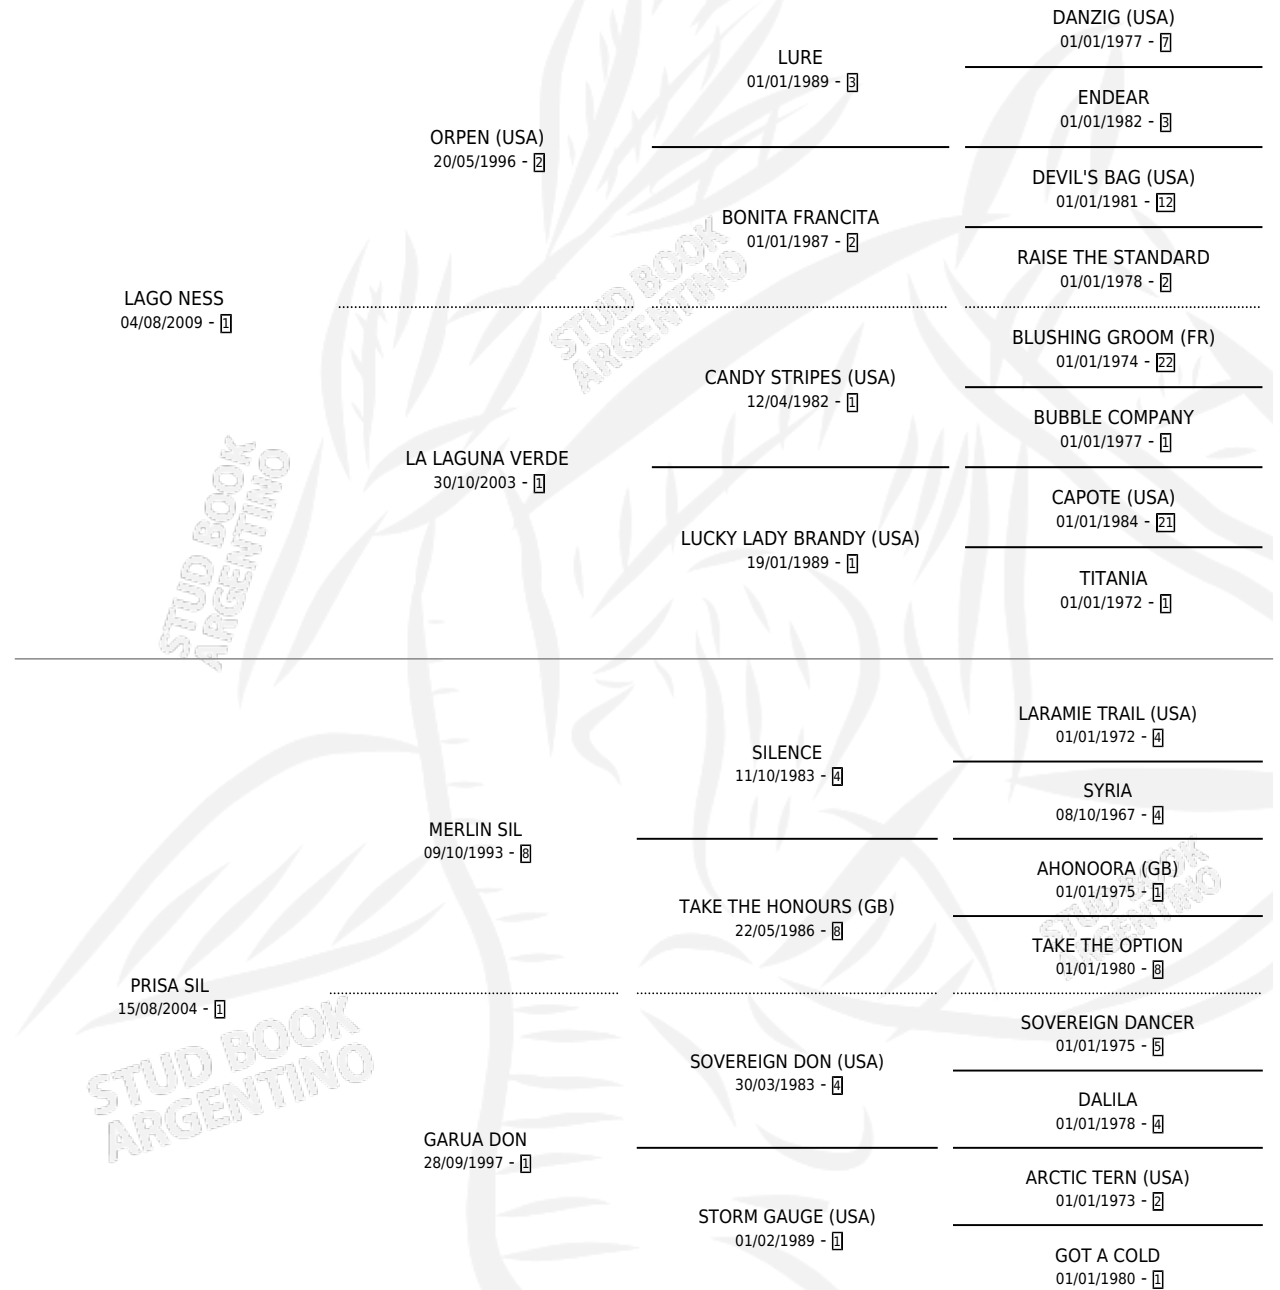 DANZIG (USA)
01/01/1977 - 7
LURE
01/01/1989 - 3
ENDEAR
01/01/1982 - 3
ORPEN (USA)
20/05/1996 - 2
DEVIL'S BAG (USA)
01/01/1981 - 12
BONITA FRANCITA
01/01/1987 - 2
RAISE THE STANDARD
01/01/1978 - 2
LAGO NESS
04/08/2009 - 1
BLUSHING GROOM (FR)
01/01/1974 - 22
CANDY STRIPES (USA)
12/04/1982 - 1
BUBBLE COMPANY
01/01/1977 - 1
LA LAGUNA VERDE
30/10/2003 - 1
CAPOTE (USA)
01/01/1984 - 21
LUCKY LADY BRANDY (USA)
19/01/1989 - 1
TITANIA
01/01/1972 - 1
LARAMIE TRAIL (USA)
01/01/1972 - 4
SILENCE
11/10/1983 - 4
SYRIA
08/10/1967 - 4
MERLIN SIL
09/10/1993 - 8
AHONOORA (GB)
01/01/1975 - 1
TAKE THE HONOURS (GB)
22/05/1986 - 8
TAKE THE OPTION
01/01/1980 - 8
PRISA SIL
15/08/2004 - 1
SOVEREIGN DANCER
01/01/1975 - 5
SOVEREIGN DON (USA)
30/03/1983 - 4
DALILA
01/01/1978 - 4
GARUA DON
28/09/1997 - 1
ARCTIC TERN (USA)
01/01/1973 - 2
STORM GAUGE (USA)
01/02/1989 - 1
GOT A COLD
01/01/1980 - 1
STUD BOOK
ARGENTINO
STUD BOOK
ARGENTINO
STUD BOOK
ARGENTINO
STUD BOOK
ARGENTINO